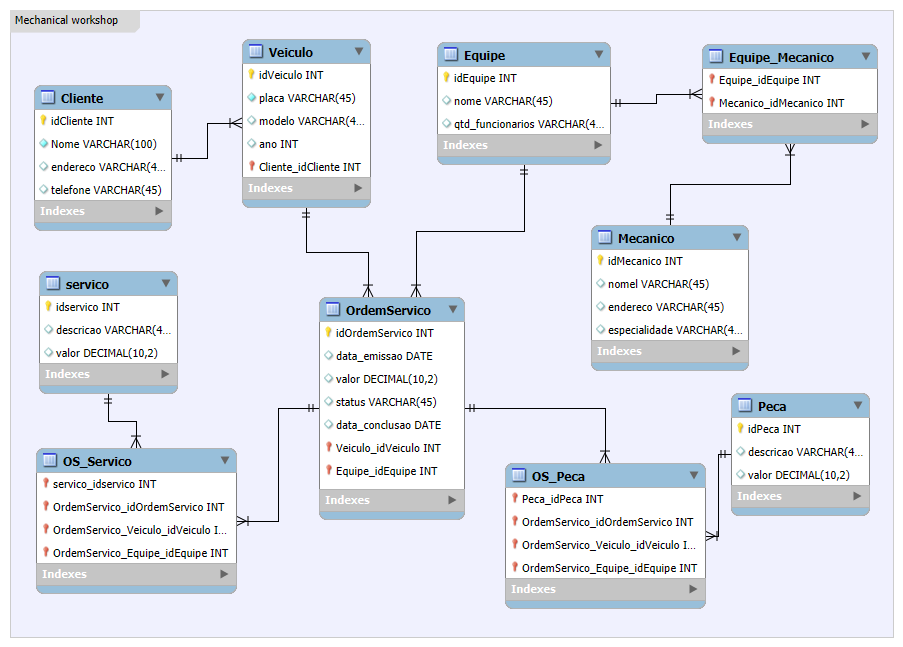 Mechanical workshop
Cliente
idCliente INT
Nome VARCHAR(100)
endereco VARCHAR(4...
telefone VARCHAR(45)
Indexes
Veiculo
idVeiculo INT
placa VARCHAR(45)
modelo VARCHAR(4...
ano INT
Cliente_idCliente INT
Indexes
Equipe
idEquipe INT
nome VARCHAR(45)
qtd_funcionarios VARCHAR(4...
Indexes
Equipe_Mecanico
Equipe_idEquipe INT
Mecanico_idMecanico INT
Indexes
Mecanico
idMecanico INT
nomel VARCHAR(45)
endereco VARCHAR(45)
especialidade VARCHAR(4...
Indexes
servico
idservico INT
descricao VARCHAR(4...
valor DECIMAL(10,2)
Indexes
OrdemServico
idOrdemServico INT
data_emissao DATE
valor DECIMAL(10,2)
status VARCHAR(45)
data_conclusao DATE
Veiculo_idVeiculo INT
Equipe_idEquipe INT
Indexes
Peca
idPeca INT
descricao VARCHAR(4...
valor DECIMAL(10,2)
Indexes
OS_Servico
servico_idservico INT
OrdemServico_idOrdemServico INT
OrdemServico_Veiculo_idVeiculo I...
OrdemServico_Equipe_idEquipe INT
Indexes
OS_Peca
Peca_idPeca INT
OrdemServico_idOrdemServico INT
OrdemServico_Veiculo_idVeiculo I...
OrdemServico_Equipe_idEquipe INT
Indexes